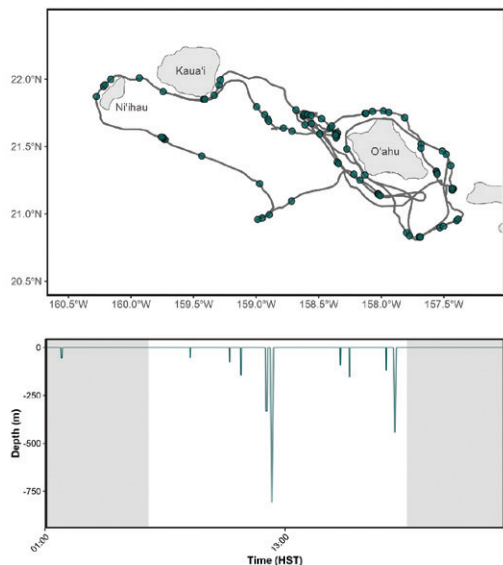 22.0°N
21.5°N
21.0°N
20.5°N
Kaua'i
Ni'ihau
O'ahu
160.5°W 160.0°W 159.5°W 159.0°W 158.5°W 158.0°W 157.5°W
Depth (m)
0
-250
-500
-750
01:00 13:00
Time (HST)